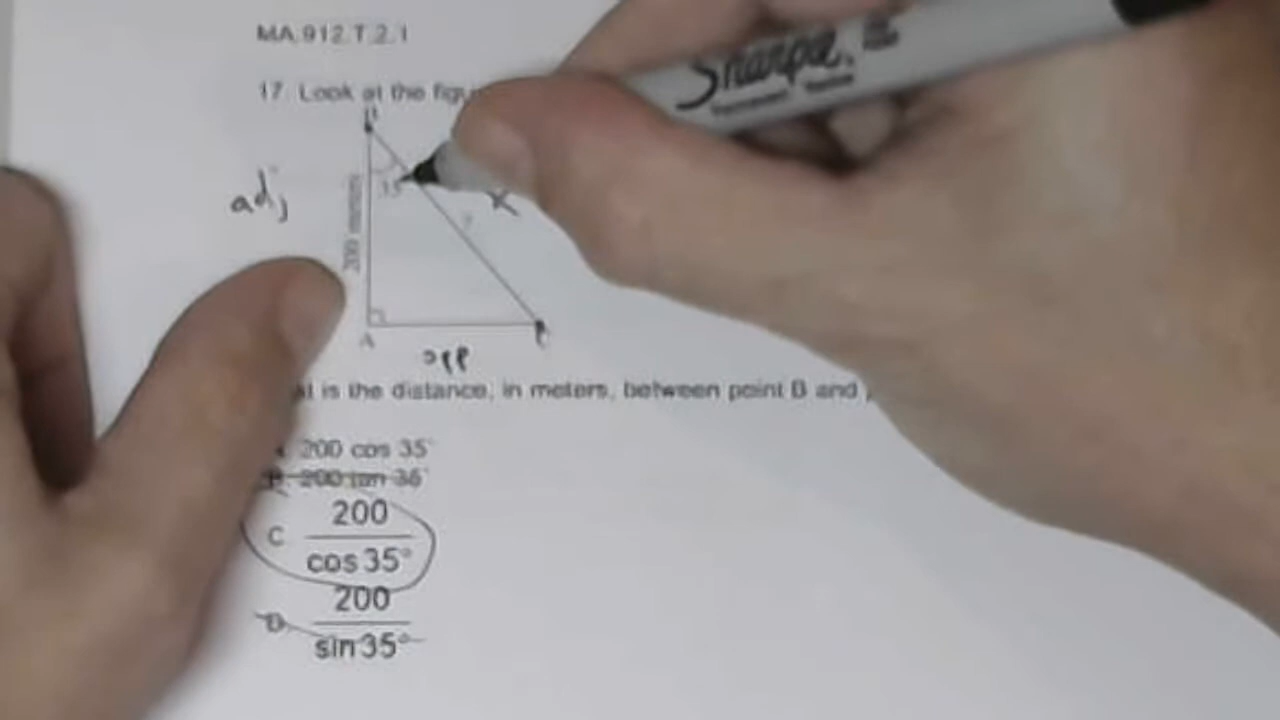 MA.912.T.2.1
17. Look at the figu
adj
200 meters
35
?
x
A
opp
is the distance, in meters, between point B and
200 cos 35°
B. 200 tan 35°
C 200
cos 35°
D 200
sin 35°
Sharpie.